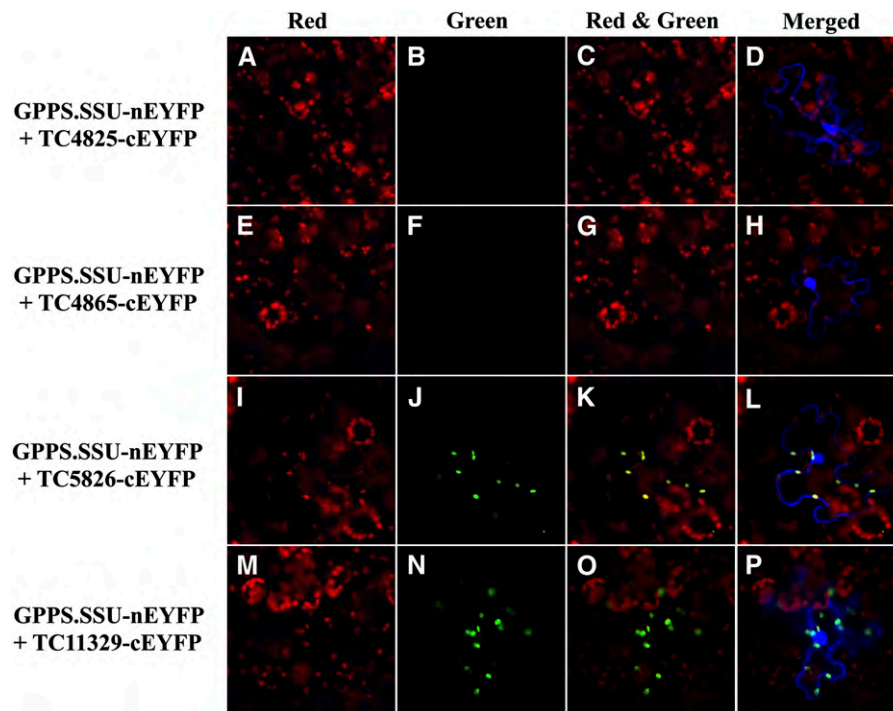 Red Green Red & Green Merged
A B C D
GPPS.SSU-nEYFP
+ TC4825-cEYFP
E F G H
GPPS.SSU-nEYFP
+ TC4865-cEYFP
I J K L
GPPS.SSU-nEYFP
+ TC5826-cEYFP
M N O P
GPPS.SSU-nEYFP
+ TC11329-cEYFP